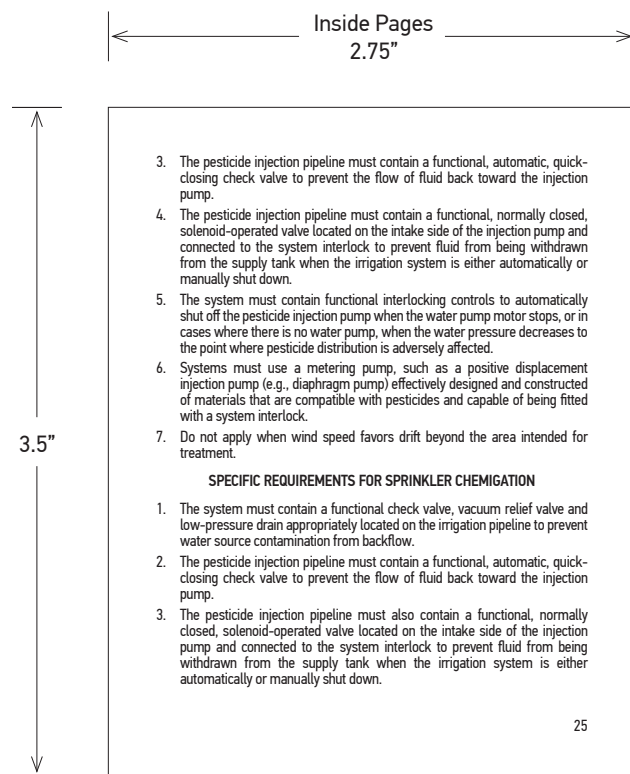 Inside Pages
2.75”
3.5”
3. The pesticide injection pipeline must contain a functional, automatic, quick-
closing check valve to prevent the flow of fluid back toward the injection
pump.
4. The pesticide injection pipeline must contain a functional, normally closed,
solenoid-operated valve located on the intake side of the injection pump and
connected to the system interlock to prevent fluid from being withdrawn
from the supply tank when the irrigation system is either automatically or
manually shut down.
5. The system must contain functional interlocking controls to automatically
shut off the pesticide injection pump when the water pump motor stops, or in
cases where there is no water pump, when the water pressure decreases to
the point where pesticide distribution is adversely affected.
6. Systems must use a metering pump, such as a positive displacement
injection pump (e.g., diaphragm pump) effectively designed and constructed
of materials that are compatible with pesticides and capable of being fitted
with a system interlock.
7. Do not apply when wind speed favors drift beyond the area intended for
treatment.
SPECIFIC REQUIREMENTS FOR SPRINKLER CHEMIGATION
1. The system must contain a functional check valve, vacuum relief valve and
low-pressure drain appropriately located on the irrigation pipeline to prevent
water source contamination from backflow.
2. The pesticide injection pipeline must contain a functional, automatic, quick-
closing check valve to prevent the flow of fluid back toward the injection
pump.
3. The pesticide injection pipeline must also contain a functional, normally
closed, solenoid-operated valve located on the intake side of the injection
pump and connected to the system interlock to prevent fluid from being
withdrawn from the supply tank when the irrigation system is either
automatically or manually shut down.
25